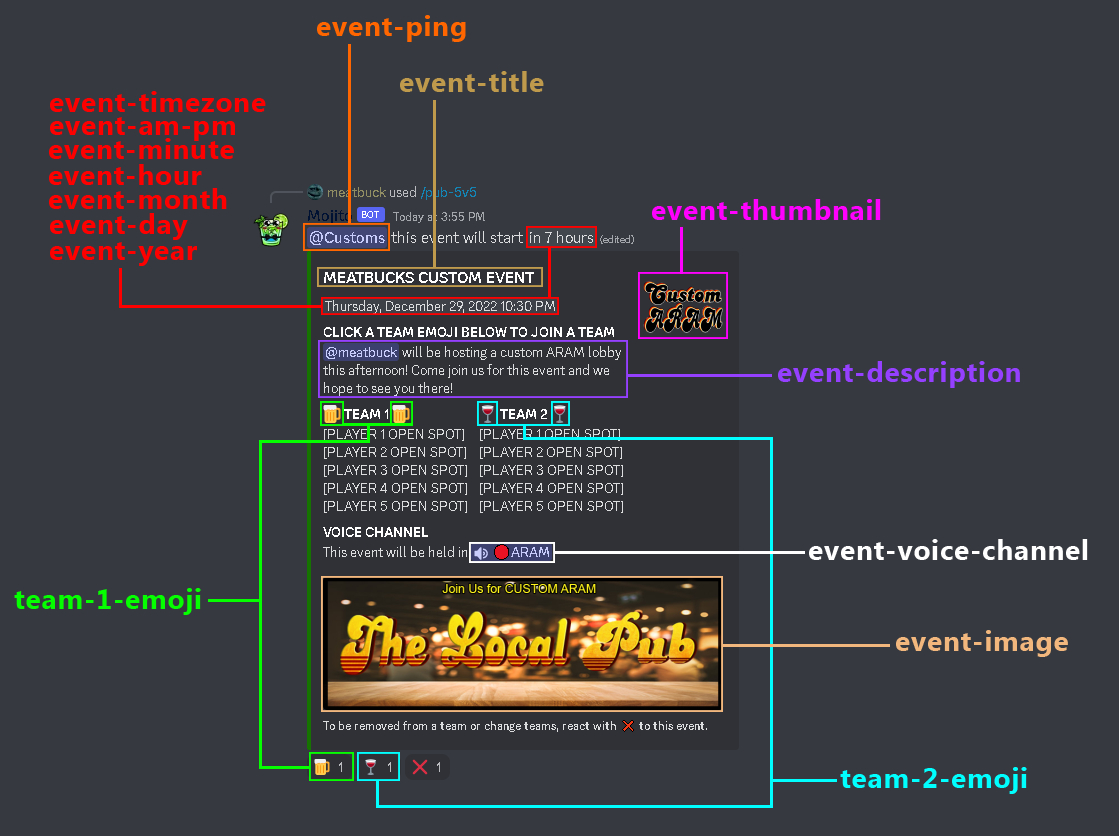 event-ping
event-title
event-timezone
event-am-pm
event-minute
event-hour
event-month
event-day
event-year
meatbuck used /pub-5v5
Mojito BOT Today at 3:55 PM
@Customs this event will start in 7 hours (edited)
event-thumbnail
MEATBUCKS CUSTOM EVENT
Custom
ARAM
Thursday, December 29, 2022 10:30 PM
CLICK A TEAM EMOJI BELOW TO JOIN A TEAM
@meatbuck will be hosting a custom ARAM lobby
this afternoon! Come join us for this event and we
hope to see you there!
event-description
TEAM 1 TEAM 2
[PLAYER 1 OPEN SPOT] [PLAYER 1 OPEN SPOT]
[PLAYER 2 OPEN SPOT] [PLAYER 2 OPEN SPOT]
[PLAYER 3 OPEN SPOT] [PLAYER 3 OPEN SPOT]
[PLAYER 4 OPEN SPOT] [PLAYER 4 OPEN SPOT]
[PLAYER 5 OPEN SPOT] [PLAYER 5 OPEN SPOT]
VOICE CHANNEL
This event will be held in ARAM
event-voice-channel
team-1-emoji
Join Us for CUSTOM ARAM
The Local Pub
event-image
To be removed from a team or change teams, react with ❌ to this event.
🍺 1 🍷 1 ❌ 1
team-2-emoji